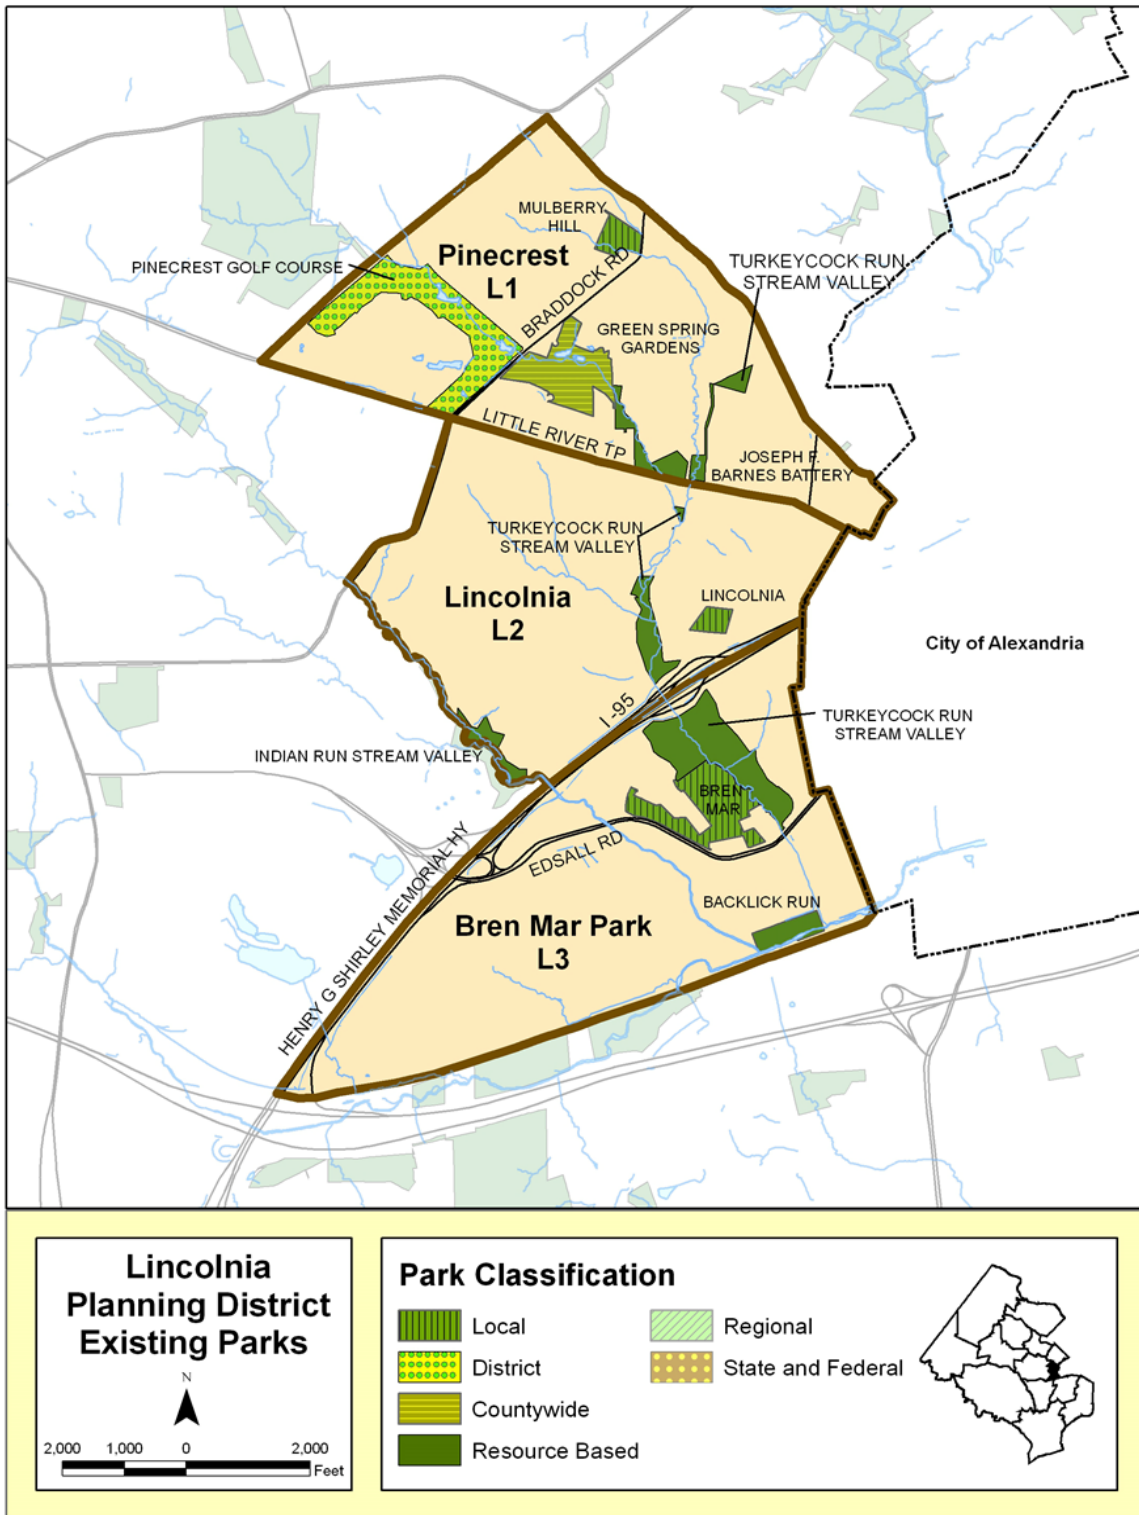 MULBERRY
HILL
Pinecrest
L1
PINECREST GOLF COURSE
BRADDOCK RD
TURKEYCOCK RUN
STREAM VALLEY
GREEN SPRING
GARDENS
LITTLE RIVER TP
JOSEPH F.
BARNES BATTERY
TURKEYCOCK RUN
STREAM VALLEY
Lincolnia
L2
LINCOLNIA
City of Alexandria
I -95
TURKEYCOCK RUN
STREAM VALLEY
INDIAN RUN STREAM VALLEY
BREN
MAR
EDSALL RD
HENRY G SHIRLEY MEMORIAL HY
BACKLICK RUN
Bren Mar Park
L3
Lincolnia
Planning District
Existing Parks
N
2,000 1,000 0 2,000
Feet
Park Classification
Local
District
Countywide
Resource Based
Regional
State and Federal